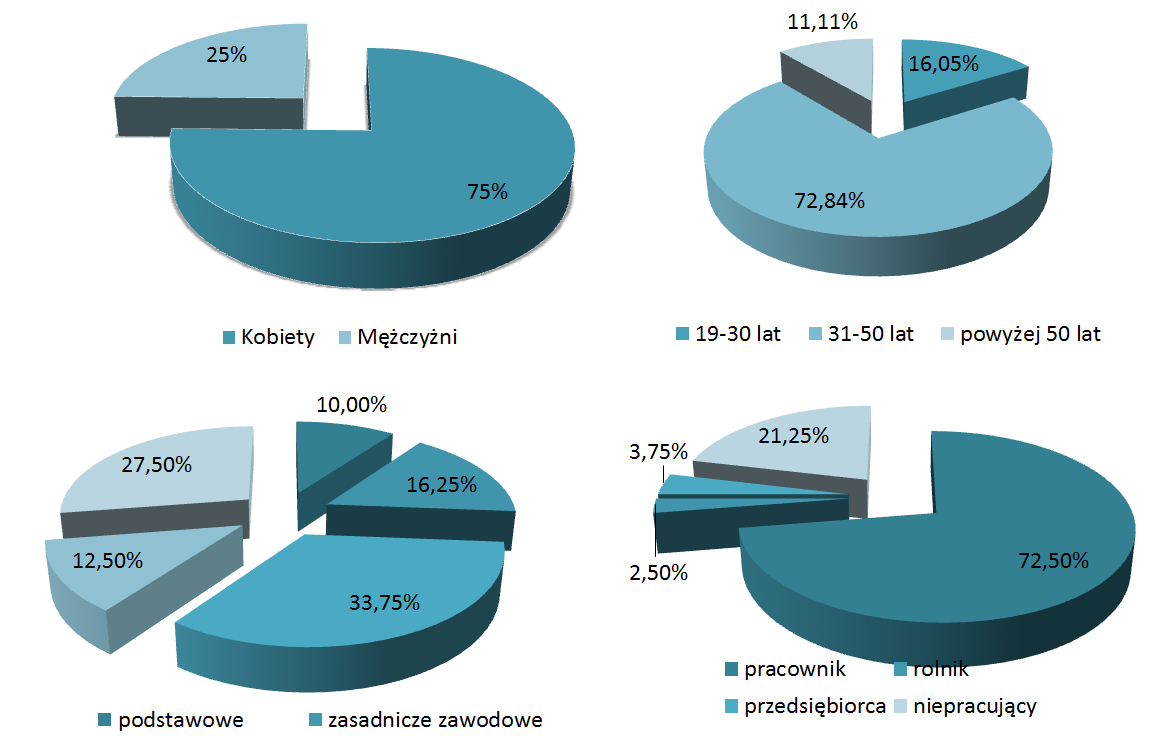 25%
75%
Kobiety Mężczyżni
11,11%
16,05%
72,84%
19-30 lat 31-50 lat powyżej 50 lat
10,00%
27,50%
16,25%
12,50%
33,75%
podstawowe zasadnicze zawodowe
21,25%
3,75%
72,50%
2,50%
pracownik rolnik
przedsiębiorca niepracujący